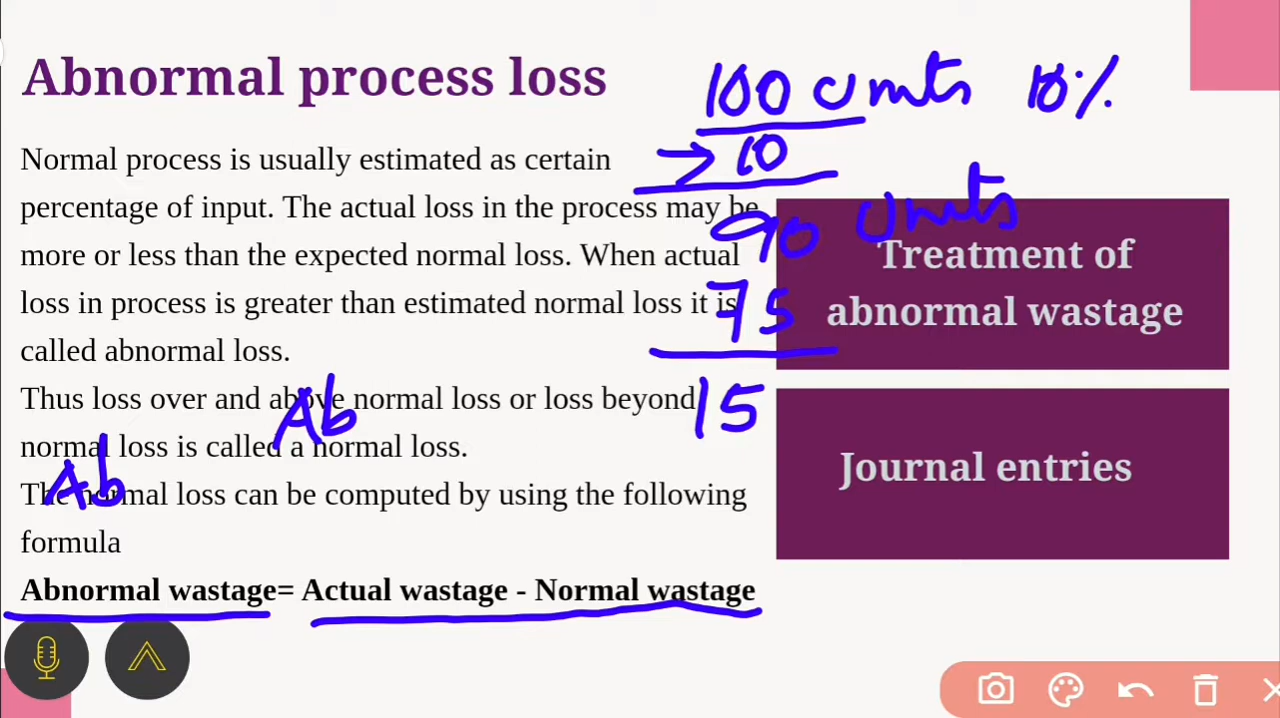 Abnormal process loss
100 units 10%
→ 10
90 units
75
15
Normal process is usually estimated as certain
percentage of input. The actual loss in the process may be
more or less than the expected normal loss. When actual
loss in process is greater than estimated normal loss it is
called abnormal loss.
Thus loss over and above normal loss or loss beyond
Ab
normal loss is called a normal loss.
Ab
The normal loss can be computed by using the following
formula
Abnormal wastage= Actual wastage - Normal wastage
Treatment of
abnormal wastage
Journal entries